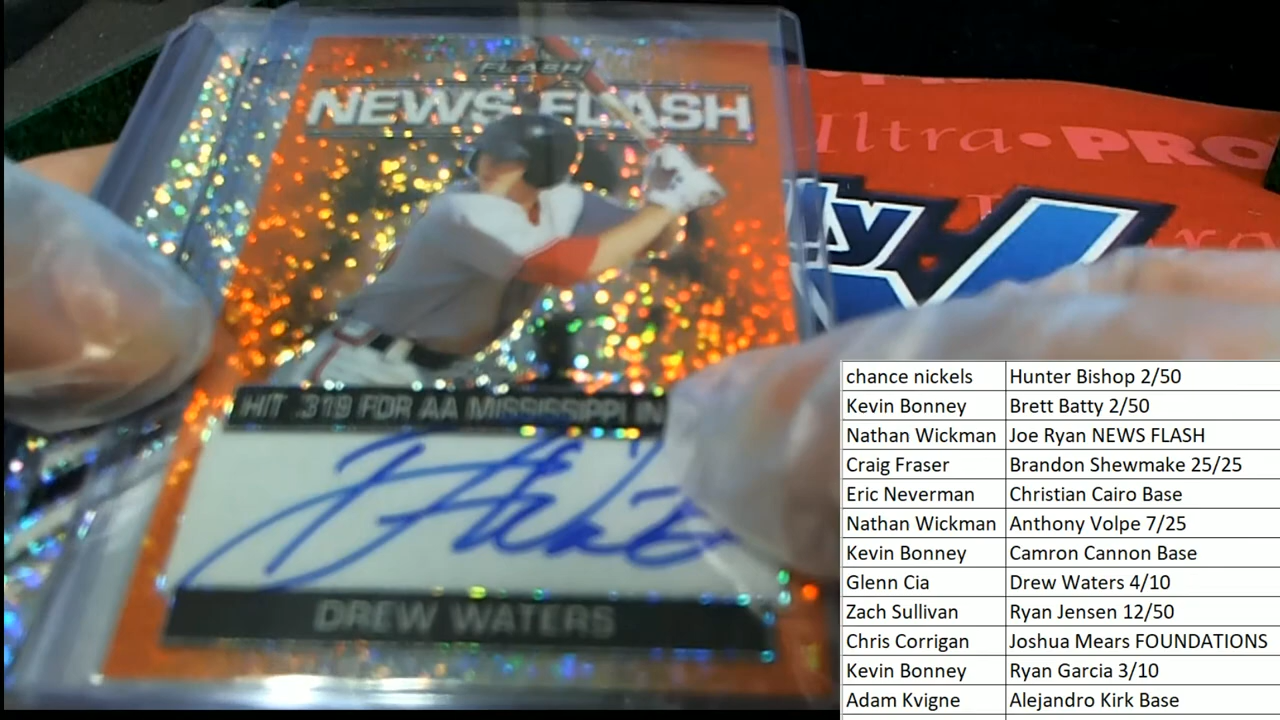 FLASH
NEWS FLASH
HIT .319 FOR AA MISSISSIPPI IN
DREW WATERS
Ultra•PRO
chance nickels Hunter Bishop 2/50
Kevin Bonney Brett Batty 2/50
Nathan Wickman Joe Ryan NEWS FLASH
Craig Fraser Brandon Shewmake 25/25
Eric Neverman Christian Cairo Base
Nathan Wickman Anthony Volpe 7/25
Kevin Bonney Camron Cannon Base
Glenn Cia Drew Waters 4/10
Zach Sullivan Ryan Jensen 12/50
Chris Corrigan Joshua Mears FOUNDATIONS
Kevin Bonney Ryan Garcia 3/10
Adam Kvigne Alejandro Kirk Base